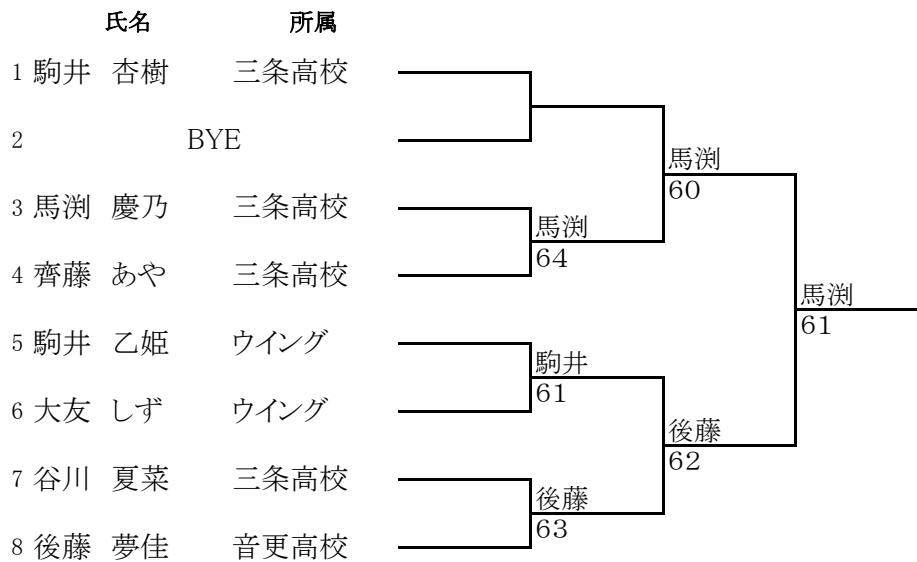 氏名 所属
1 駒井 杏樹 三条高校
2 BYE
馬渕
60
3 馬渕 慶乃 三条高校
馬渕
64
4 齊藤 あや 三条高校
馬渕
61
5 駒井 乙姫 ウイング
駒井
61
6 大友 しず ウイング
後藤
62
7 谷川 夏菜 三条高校
後藤
63
8 後藤 夢佳 音更高校